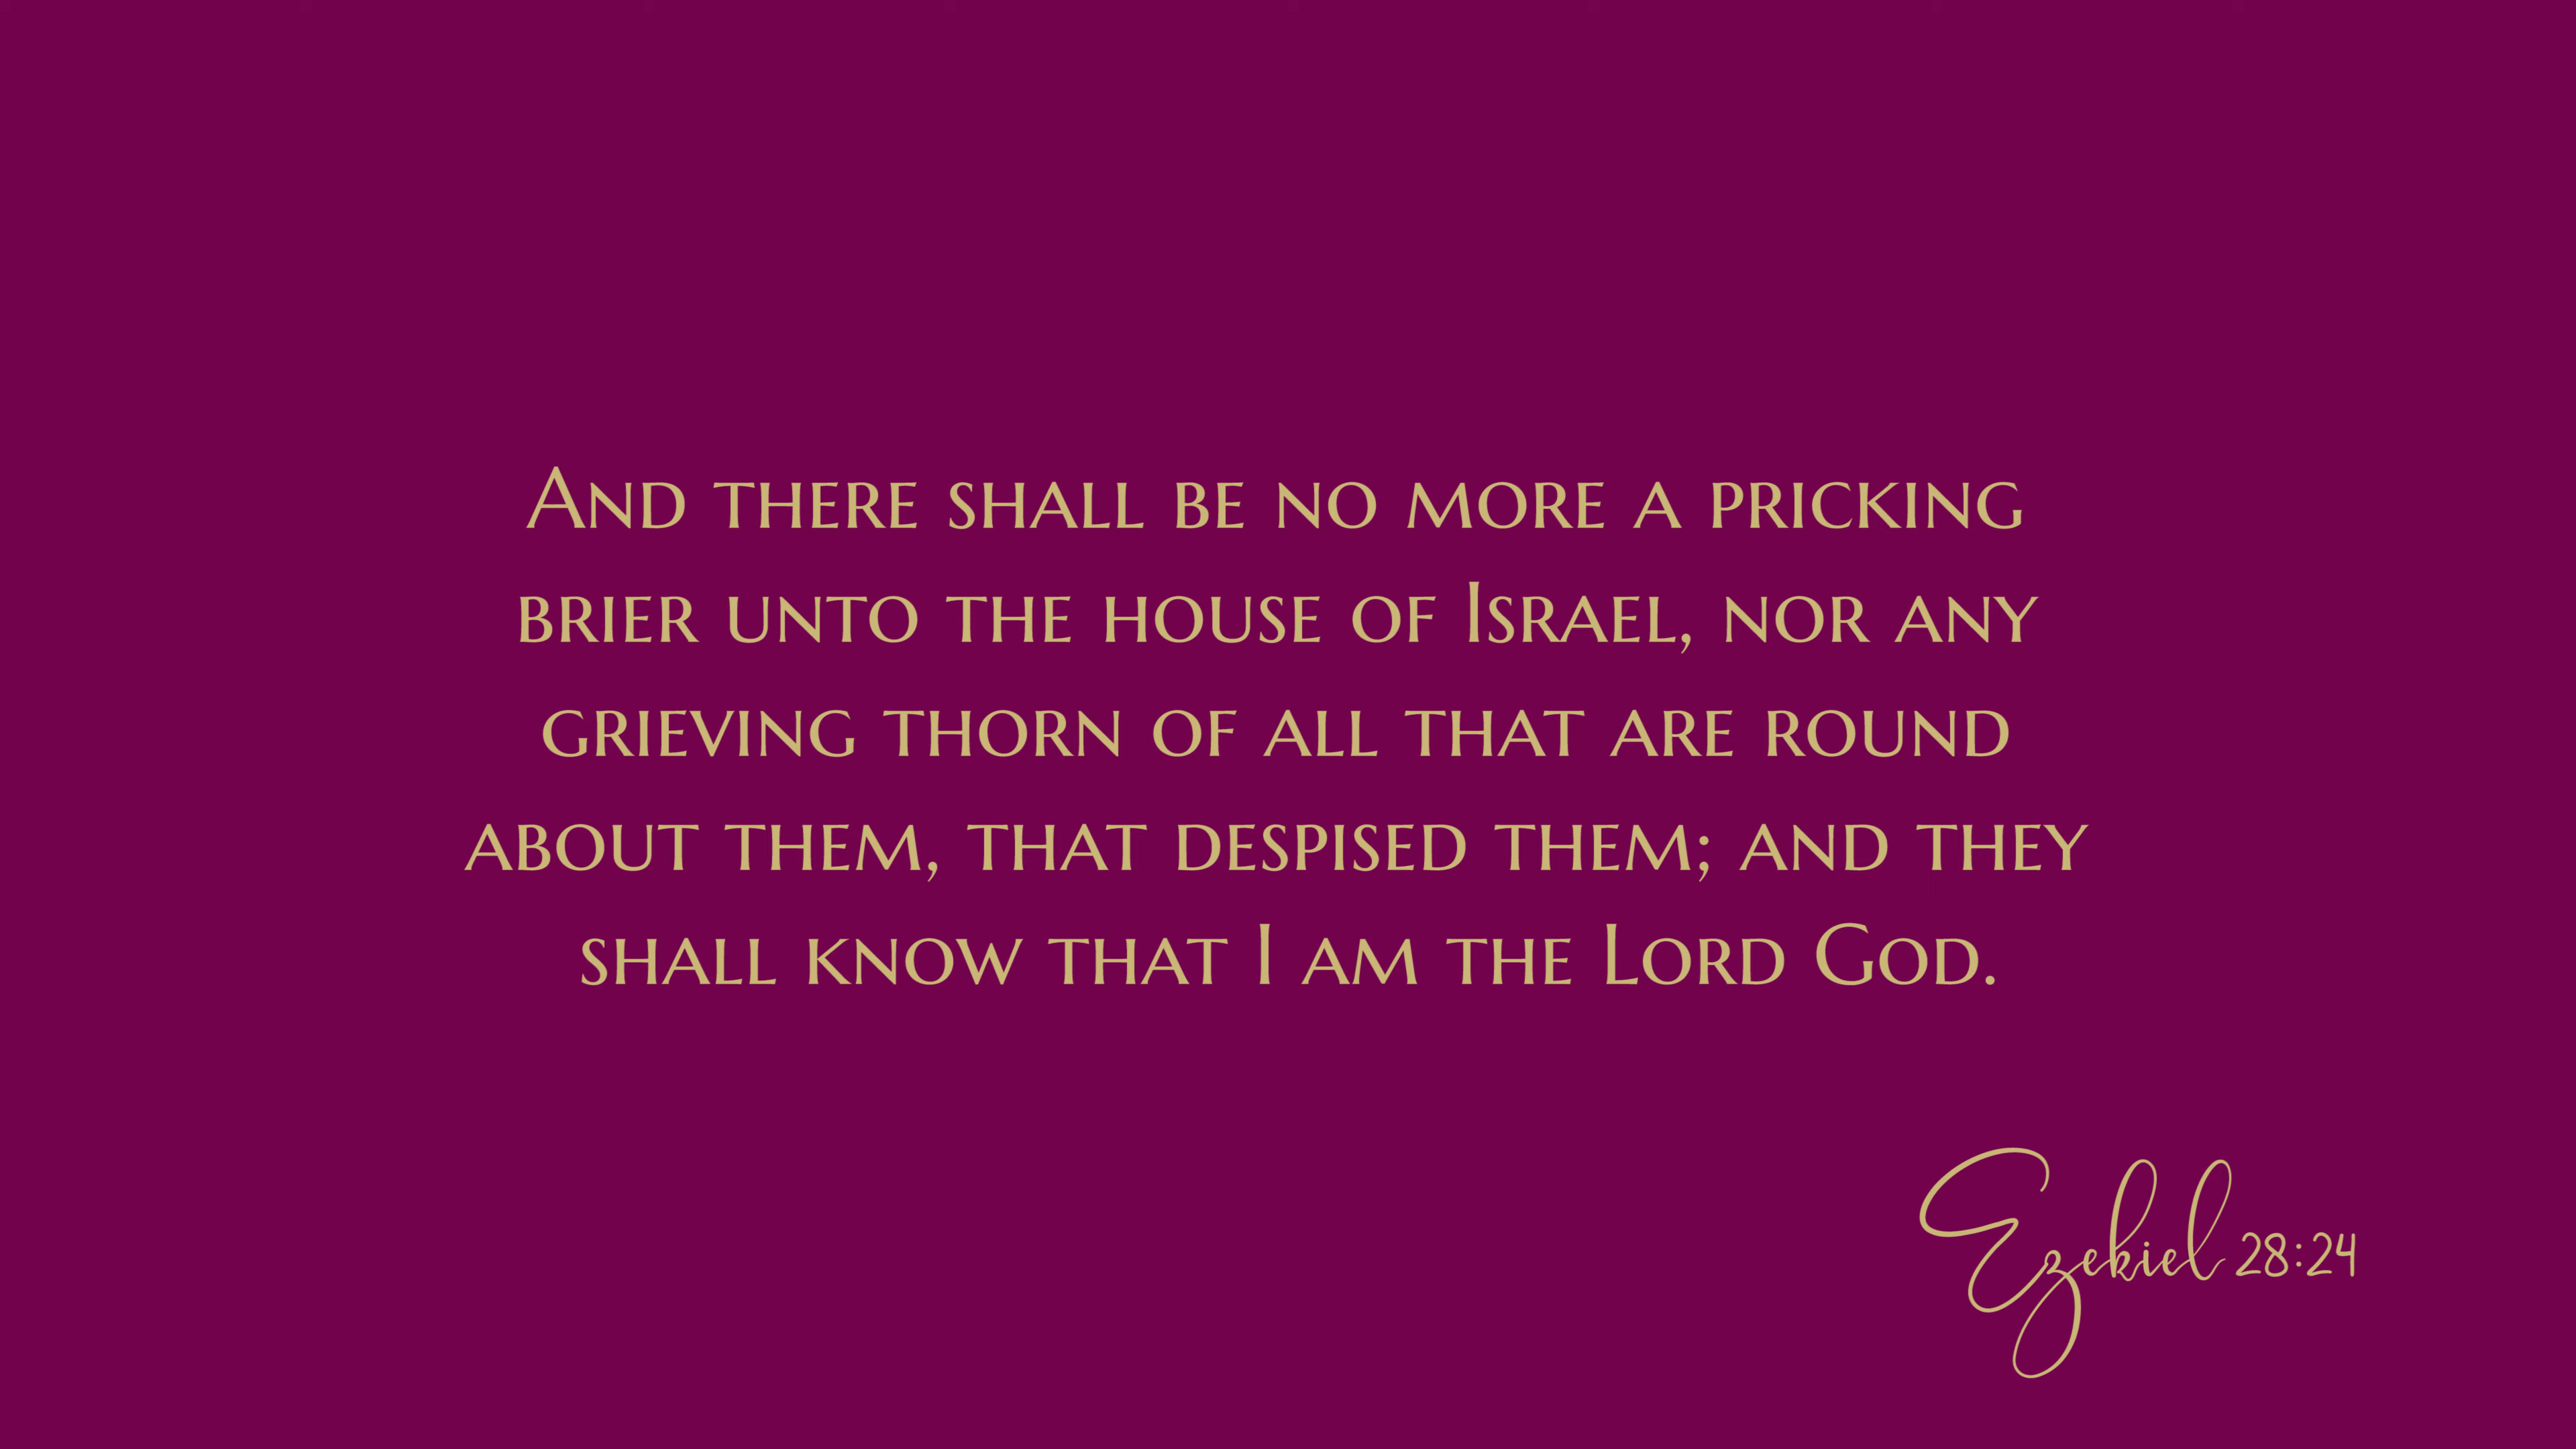 And there shall be no more a pricking
brier unto the house of Israel, nor any
grieving thorn of all that are round
about them, that despised them; and they
shall know that I am the Lord God.
Ezekiel 28:24